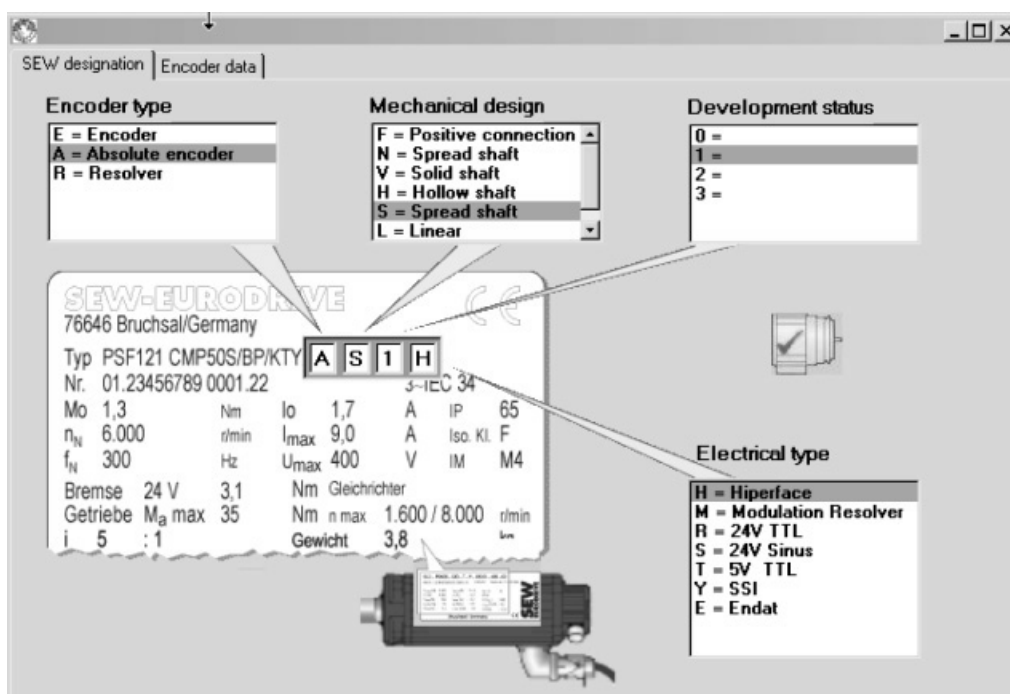 SEW designation
Encoder data
Encoder type
E = Encoder
A = Absolute encoder
R = Resolver
Mechanical design
F = Positive connection
N = Spread shaft
V = Solid shaft
H = Hollow shaft
S = Spread shaft
L = Linear
Development status
0 =
1 =
2 =
3 =
SEW-EURODRIVE CE
76646 Bruchsal/Germany
Typ PSF121 CMP50S/BP/KTY A S 1 H
Nr. 01.23456789 0001.22 3~IEC 34
Mo 1,3 Nm Io 1,7 A IP 65
nN 6.000 r/min Imax 9,0 A Iso. Kl. F
fN 300 Hz Umax 400 V IM M4
Bremse 24 V 3,1 Nm Gleichrichter
Getriebe Ma max 35 Nm n max 1.600 / 8.000 r/min
i 5 :1 Gewicht 3,8
Electrical type
H = Hiperface
M = Modulation Resolver
R = 24V TTL
S = 24V Sinus
T = 5V TTL
Y = SSI
E = Endat
SEW